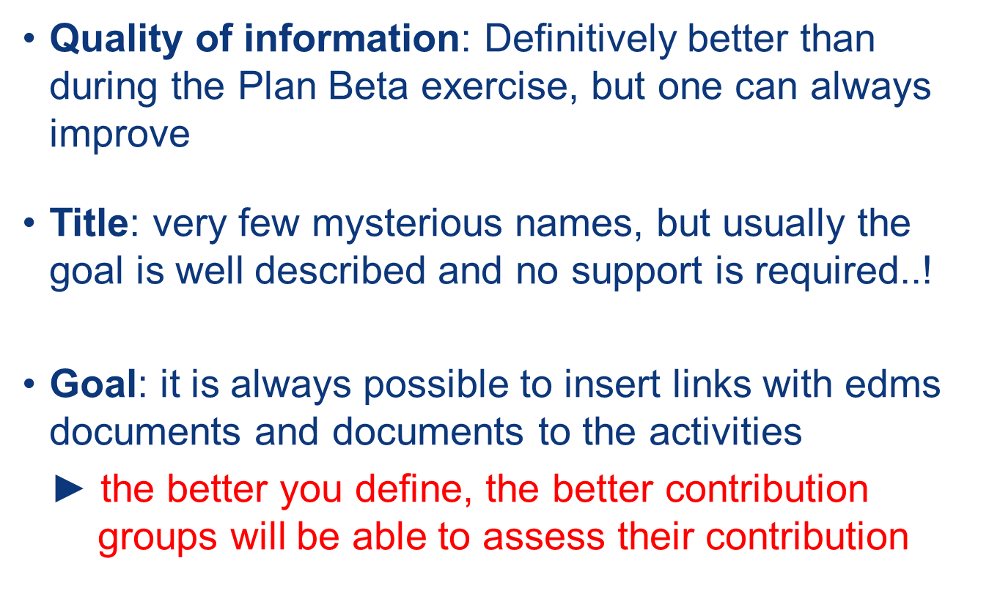 • Quality of information: Definitively better than
during the Plan Beta exercise, but one can always
improve
• Title: very few mysterious names, but usually the
goal is well described and no support is required..!
• Goal: it is always possible to insert links with edms
documents and documents to the activities
► the better you define, the better contribution
groups will be able to assess their contribution